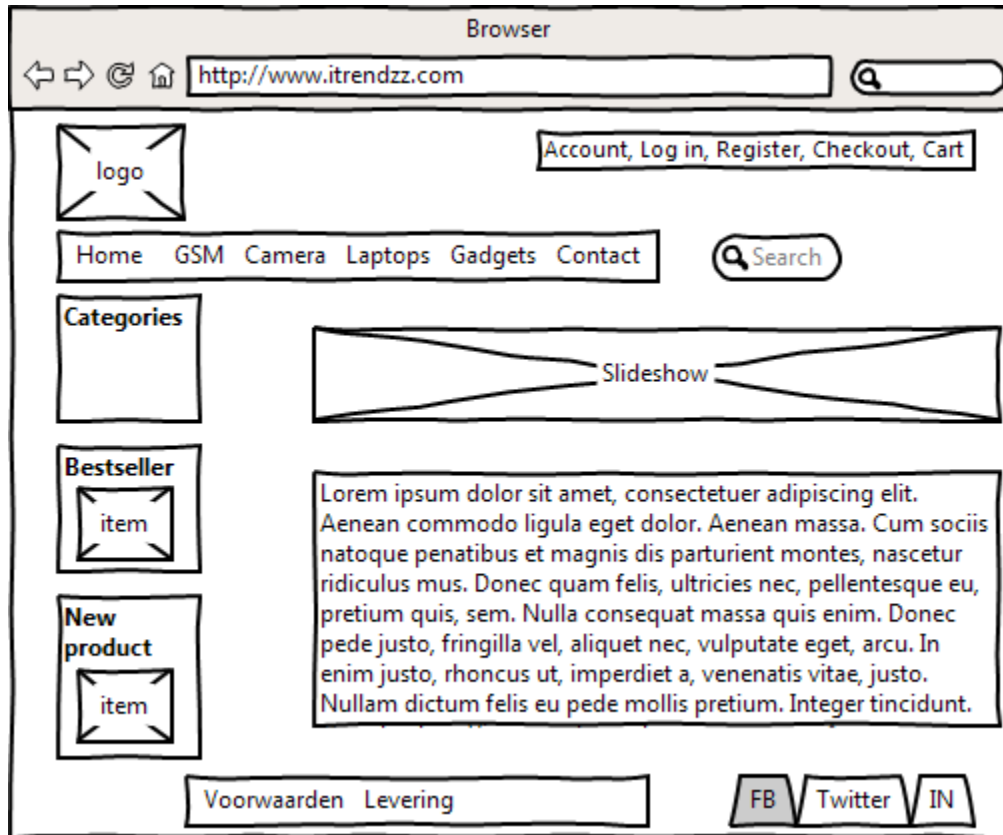 Browser
http://www.itrendzz.com
logo
Account, Log in, Register, Checkout, Cart
Home GSM Camera Laptops Gadgets Contact
Search
Categories
Slideshow
Bestseller
item
Lorem ipsum dolor sit amet, consectetuer adipiscing elit.
Aenean commodo ligula eget dolor. Aenean massa. Cum sociis
natoque penatibus et magnis dis parturient montes, nascetur
ridiculus mus. Donec quam felis, ultricies nec, pellentesque eu,
pretium quis, sem. Nulla consequat massa quis enim. Donec
pede justo, fringilla vel, aliquet nec, vulputate eget, arcu. In
enim justo, rhoncus ut, imperdiet a, venenatis vitae, justo.
Nullam dictum felis eu pede mollis pretium. Integer tincidunt.
New
product
item
Voorwaarden Levering
FB Twitter IN